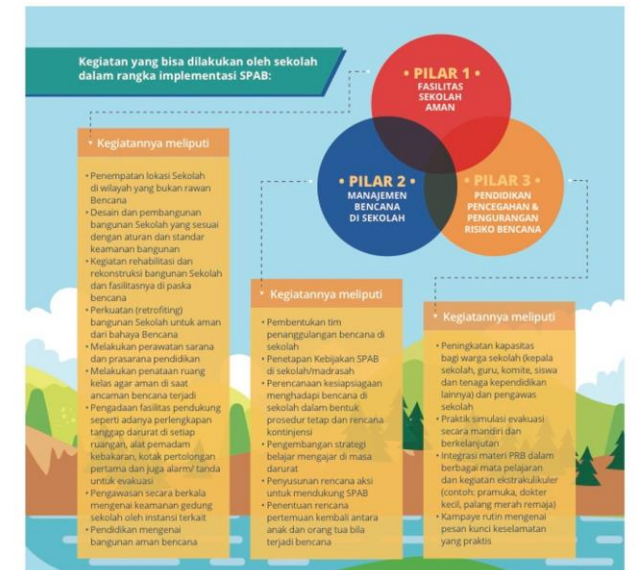 Kegiatan yang bisa dilakukan oleh sekolah
dalam rangka implementasi SPAB:
• PILAR 1 •
FASILITAS
SEKOLAH
AMAN
• PILAR 2 •
MANAJEMEN
BENCANA
DI SEKOLAH
• PILAR 3 •
PENDIDIKAN
PENCEGAHAN &
PENGURANGAN
RISIKO BENCANA
Kegiatannya meliputi
• Penempatan lokasi Sekolah
di wilayah yang bukan rawan
Bencana
• Desain dan pembangunan
bangunan Sekolah yang sesuai
dengan aturan dan standar
keamanan bangunan
• Kegiatan rehabilitasi dan
rekonstruksi bangunan Sekolah
dan fasilitasnya di paska
bencana
• Perkuatan (retrofiting)
bangunan Sekolah untuk aman
dari bahaya Bencana
• Melakukan perawatan sarana
dan prasarana pendidikan
• Melakukan penataan ruang
kelas agar aman di saat
ancaman bencana terjadi
• Pengadaan fasilitas pendukung
seperti adanya perlengkapan
tanggap darurat di setiap
ruangan, alat pemadam
kebakaran, kotak pertolongan
pertama dan juga alarm/ tanda
untuk evakuasi
• Pengawasan secara berkala
mengenai keamanan gedung
sekolah oleh instansi terkait
• Pendidikan mengenai
bangunan aman bencana
Kegiatannya meliputi
• Pembentukan tim
penanggulangan bencana di
sekolah
• Penetapan Kebijakan SPAB
di sekolah/madrasah
• Perencanaan kesiapsiagaan
menghadapi bencana di
sekolah dalam bentuk
prosedur tetap dan rencana
kontinjensi
• Pengembangan strategi
belajar mengajar di masa
darurat
• Penyusunan rencana aksi
untuk mendukung SPAB
• Penentuan rencana
pertemuan kembali antara
anak dan orang tua bila
terjadi bencana
Kegiatannya meliputi
• Peningkatan kapasitas
bagi warga sekolah (kepala
sekolah, guru, komite, siswa
dan tenaga kependidikan
lainnya) dan pengawas
sekolah
• Praktik simulasi evakuasi
secara mandiri dan
berkelanjutan
• Integrasi materi PRB dalam
berbagai mata pelajaran
dan kegiatan ekstrakulikuler
(contoh: pramuka, dokter
kecil, palang merah remaja)
• Kampaye rutin mengenai
pesan kunci keselamatan
yang praktis